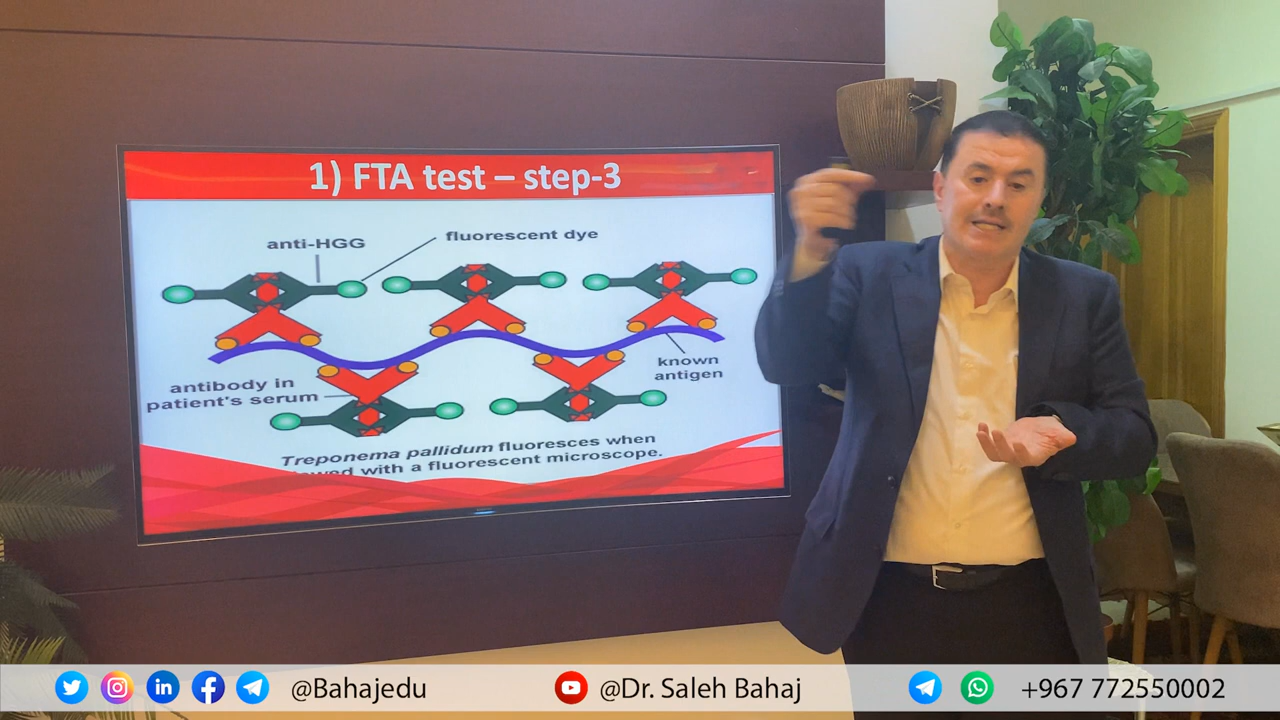 1) FTA test – step-3
anti-HGG
fluorescent dye
known
antigen
antibody in
patient's serum
Treponema pallidum fluoresces when
with a fluorescent microscope.
@Bahajedu
@Dr. Saleh Bahaj
+967 772550002